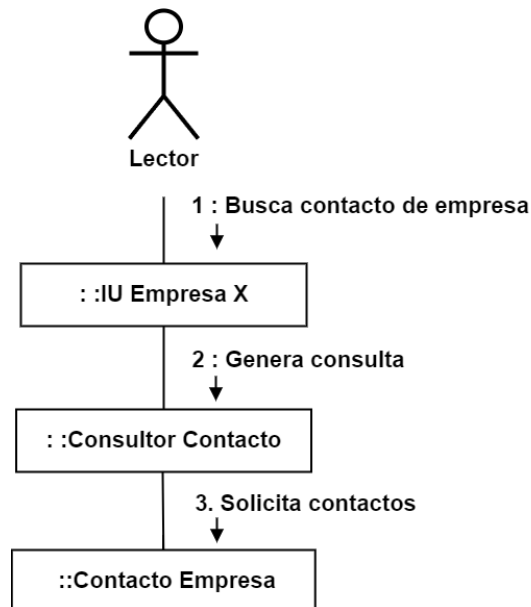 Lector
1 : Busca contacto de empresa
: :IU Empresa X
2 : Genera consulta
: :Consultor Contacto
3. Solicita contactos
::Contacto Empresa